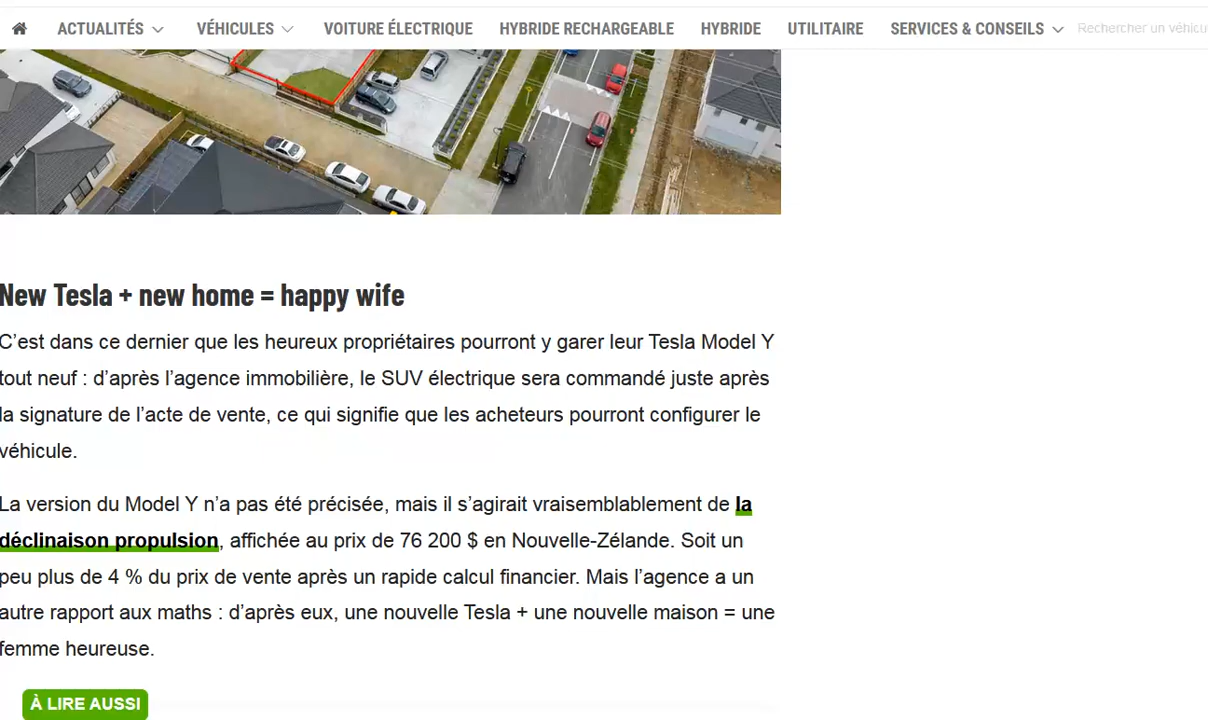 ACTUALITÉS VÉHICULES VOITURE ÉLECTRIQUE HYBRIDE RECHARGEABLE HYBRIDE UTILITAIRE SERVICES & CONSEILS Rechercher un véhicu
New Tesla + new home = happy wife
C’est dans ce dernier que les heureux propriétaires pourront y garer leur Tesla Model Y
tout neuf : d’après l’agence immobilière, le SUV électrique sera commandé juste après
la signature de l’acte de vente, ce qui signifie que les acheteurs pourront configurer le
véhicule.
La version du Model Y n’a pas été précisée, mais il s’agirait vraisemblablement de la
déclinaison propulsion, affichée au prix de 76 200 $ en Nouvelle-Zélande. Soit un
peu plus de 4 % du prix de vente après un rapide calcul financier. Mais l’agence a un
autre rapport aux maths : d’après eux, une nouvelle Tesla + une nouvelle maison = une
femme heureuse.
À LIRE AUSSI